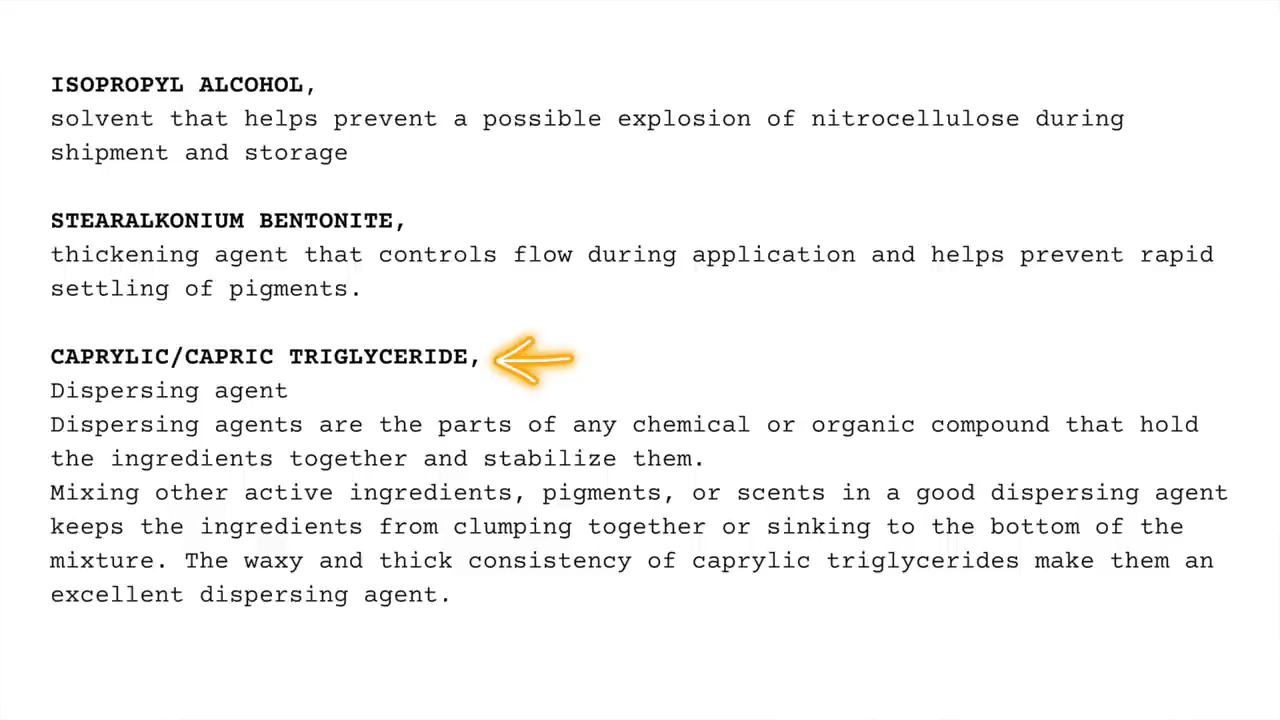 ISOPROPYL ALCOHOL,
solvent that helps prevent a possible explosion of nitrocellulose during
shipment and storage
STEARALKONIUM BENTONITE,
thickening agent that controls flow during application and helps prevent rapid
settling of pigments.
CAPRYLIC/CAPRIC TRIGLYCERIDE,
Dispersing agent
Dispersing agents are the parts of any chemical or organic compound that hold
the ingredients together and stabilize them.
Mixing other active ingredients, pigments, or scents in a good dispersing agent
keeps the ingredients from clumping together or sinking to the bottom of the
mixture. The waxy and thick consistency of caprylic triglycerides make them an
excellent dispersing agent.